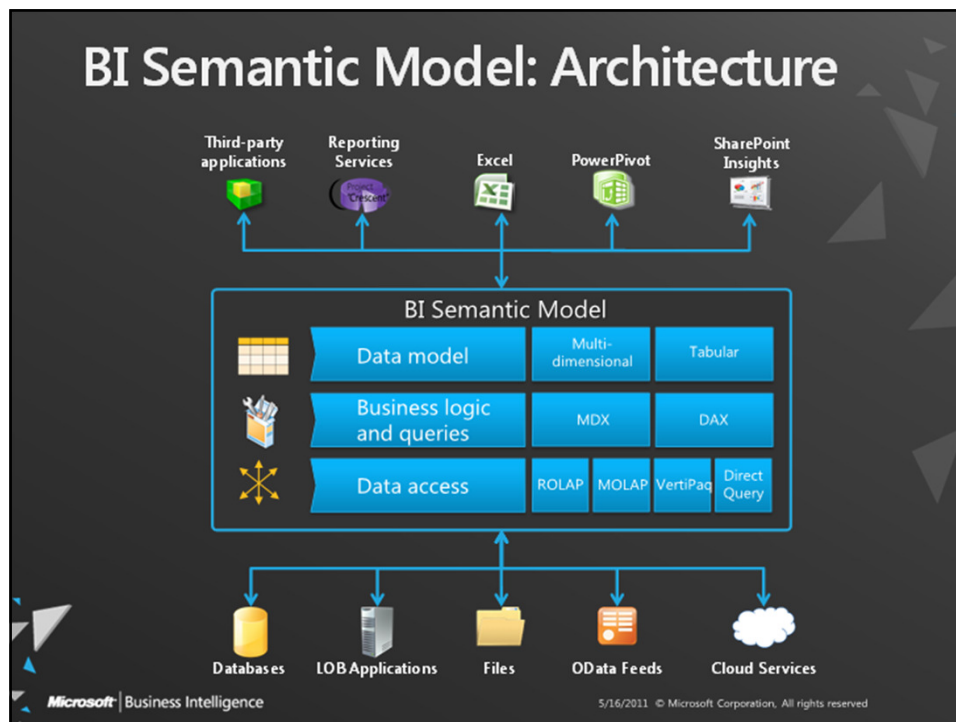 BI Semantic Model: Architecture
Third-party
applications
Reporting
Services
Excel
PowerPivot
SharePoint
Insights
Project
"Crescent"
BI Semantic Model
Data model
Multi-
dimensional
Tabular
Business logic
and queries
MDX
DAX
Data access
ROLAP
MOLAP
VertiPaq
Direct
Query
Databases
LOB Applications
Files
OData Feeds
Cloud Services
Microsoft | Business Intelligence
5/16/2011 © Microsoft Corporation, All rights reserved